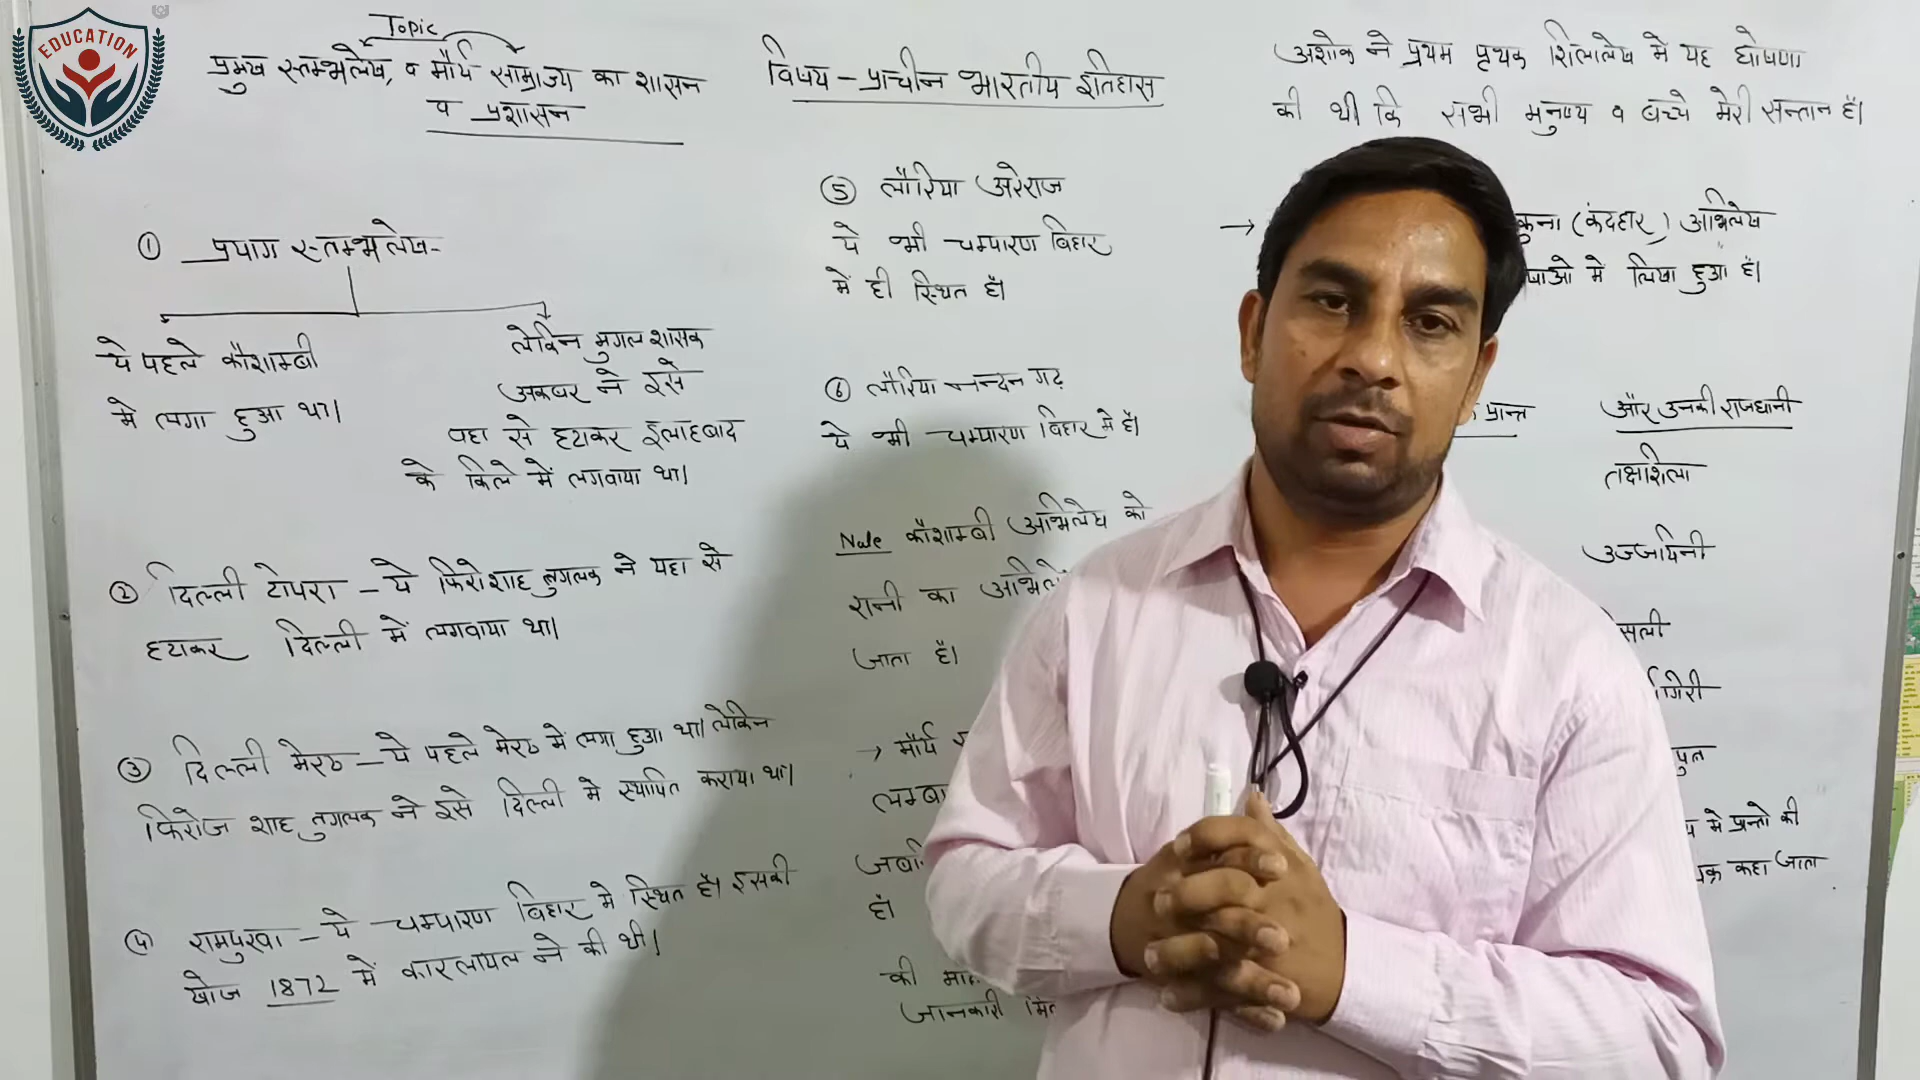 EDUCATION
Topic
प्रमुख स्तम्भलेख, व मौर्य साम्राज्य का शासन
व प्रशासन
विषय - प्राचीन भारतीय इतिहास
अशोक ने प्रथम पृथक शिलालेख मे यह घोषणा
की थी कि सभी मनुष्य व बच्चे मेरी सन्तान हैं।
① प्रयाग स्तम्भलेख-
ये पहले कौशाम्बी
मे लगा हुआ था।
लेकिन मुगल शासक
अकबर ने इसे
वहा से हटाकर इलाहबाद
के किले में लगवाया था।
② दिल्ली टोपरा – ये फिरोशाह तुगलक ने यहा से
हटाकर दिल्ली में लगवाया था।
③ दिल्ली मेरठ – ये पहले मेरठ मे लगा हुआ था। लेकिन
फिरोज शाह तुगलक ने इसे दिल्ली मे स्थापित कराया था।
④ रामपुरवा – ये चम्पारण बिहार मे स्थित हैं। इसकी
खोज 1872 में कारलायल ने की थी।
⑤ लौरिया अरेराज
ये भी चम्पारण बिहार
में ही स्थित हैं।
⑥ लौरिया नन्दन गढ़
ये भी चम्पारण बिहार मे हैं।
Note कौशाम्बी अभिलेख को
रानी का
जाता हैं।
→ मौर्य
लम्बा
हैं।
की
जानकारी
→ कुना (कंदहार) अभिलेख
मे लिखा हुआ हैं।
प्रान्त
और उनकी राजधानी
तक्षशिला
उज्जयिनी
मे प्रान्तो की
कहा जाता